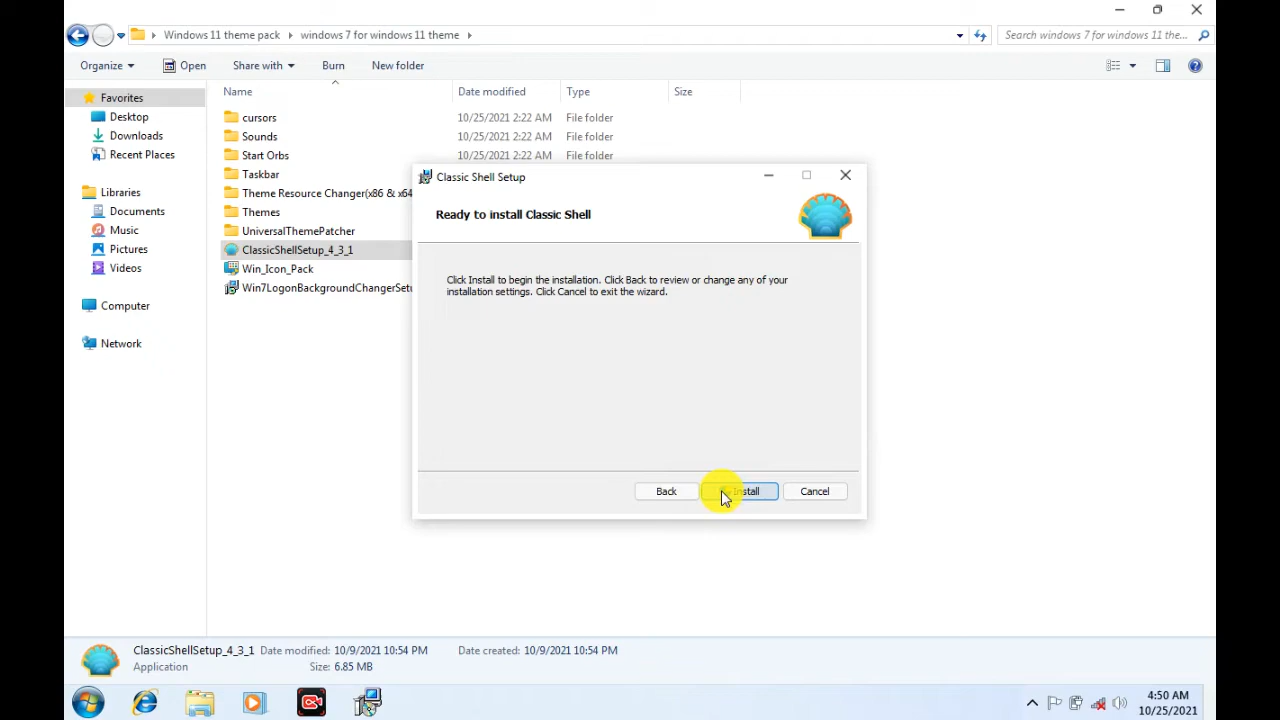 Windows 11 theme pack
windows 7 for windows 11 theme
Search windows 7 for windows 11 the...
Organize
Open
Share with
Burn
New folder
Name
Date modified
Type
Size
Favorites
Desktop
Downloads
Recent Places
Libraries
Documents
Music
Pictures
Videos
Computer
Network
cursors 10/25/2021 2:22 AM File folder
Sounds 10/25/2021 2:22 AM File folder
Start Orbs 10/25/2021 2:22 AM File folder
Taskbar
Theme Resource Changer(x86 & x64
Themes
UniversalThemePatcher
ClassicShellSetup_4_3_1
Win_Icon_Pack
Win7LogonBackgroundChangerSetu
Classic Shell Setup
Ready to install Classic Shell
Click Install to begin the installation. Click Back to review or change any of your
installation settings. Click Cancel to exit the wizard.
Back
Install
Cancel
ClassicShellSetup_4_3_1 Date modified: 10/9/2021 10:54 PM Date created: 10/9/2021 10:54 PM
Application Size: 6.85 MB
4:50 AM
10/25/2021